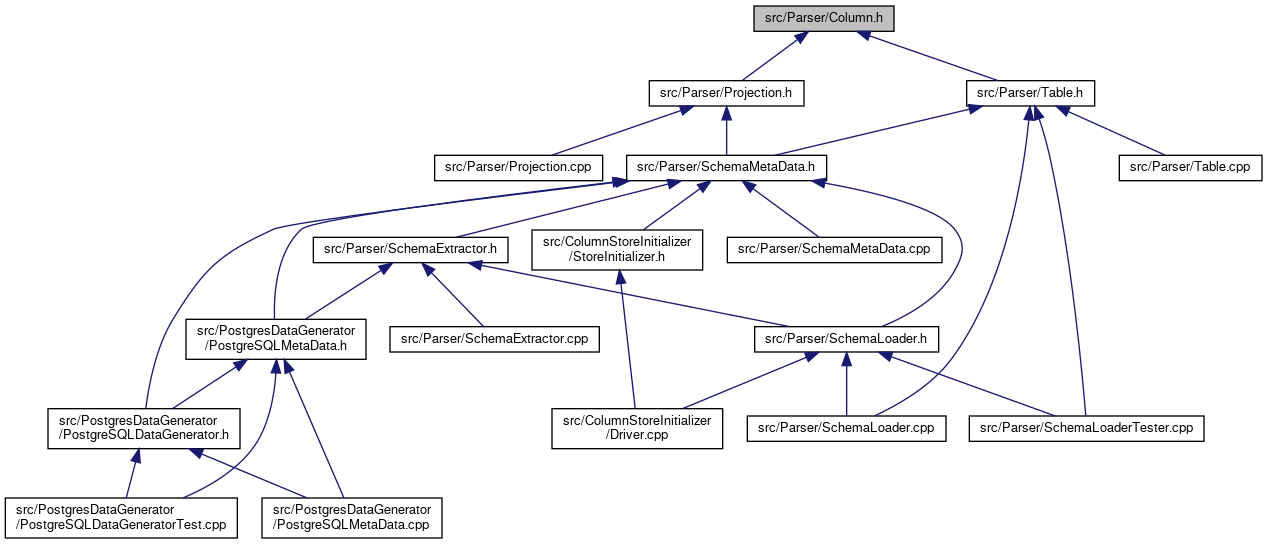 src/Parser/Column.h
src/Parser/Projection.h
src/Parser/Table.h
src/Parser/Projection.cpp
src/Parser/SchemaMetaData.h
src/Parser/Table.cpp
src/Parser/SchemaExtractor.h
src/ColumnStoreInitializer
/StoreInitializer.h
src/Parser/SchemaMetaData.cpp
src/PostgresDataGenerator
/PostgreSQLMetaData.h
src/Parser/SchemaExtractor.cpp
src/Parser/SchemaLoader.h
src/PostgresDataGenerator
/PostgreSQLDataGenerator.h
src/ColumnStoreInitializer
/Driver.cpp
src/Parser/SchemaLoader.cpp
src/Parser/SchemaLoaderTester.cpp
src/PostgresDataGenerator
/PostgreSQLDataGeneratorTest.cpp
src/PostgresDataGenerator
/PostgreSQLMetaData.cpp